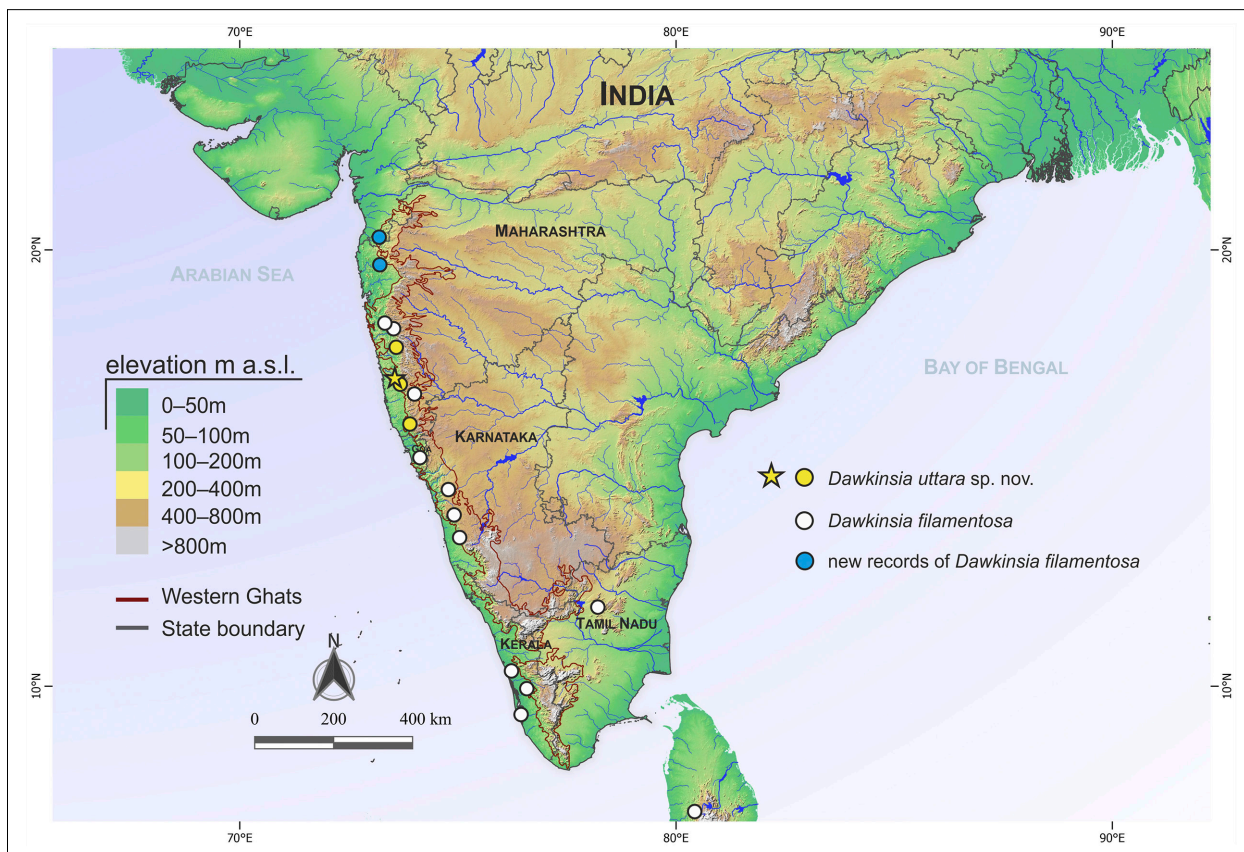 70°E
80°E
90°E
INDIA
MAHARASHTRA
20°N
20°N
ARABIAN SEA
BAY OF BENGAL
elevation m a.s.l.
0–50m
50–100m
100–200m
200–400m
400–800m
>800m
KARNATAKA
GOA
Dawkinsia uttara sp. nov.
Dawkinsia filamentosa
new records of Dawkinsia filamentosa
Western Ghats
State boundary
TAMIL NADU
KERALA
N
10°N
10°N
0 200 400 km
70°E
80°E
90°E